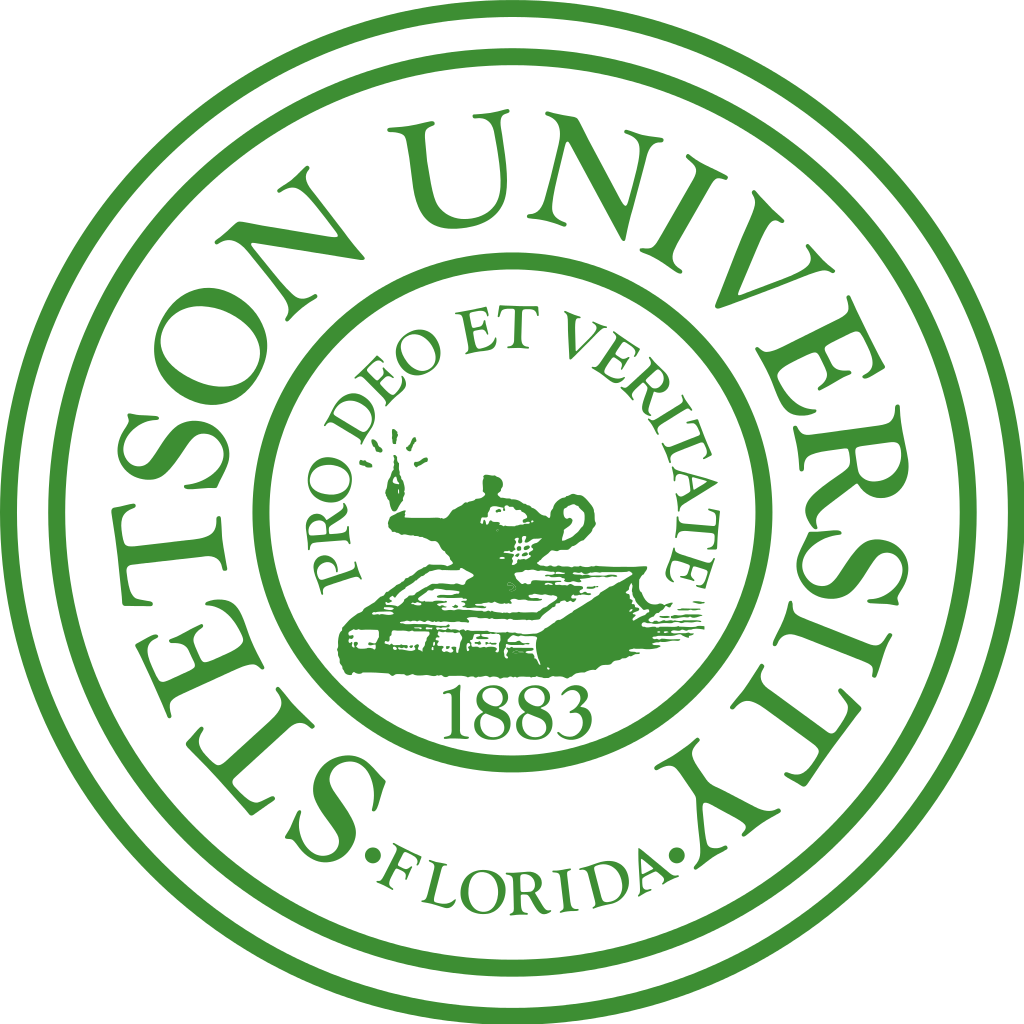 STETSON UNIVERSITY
PRO DEO ET VERITATE
1883
• FLORIDA •